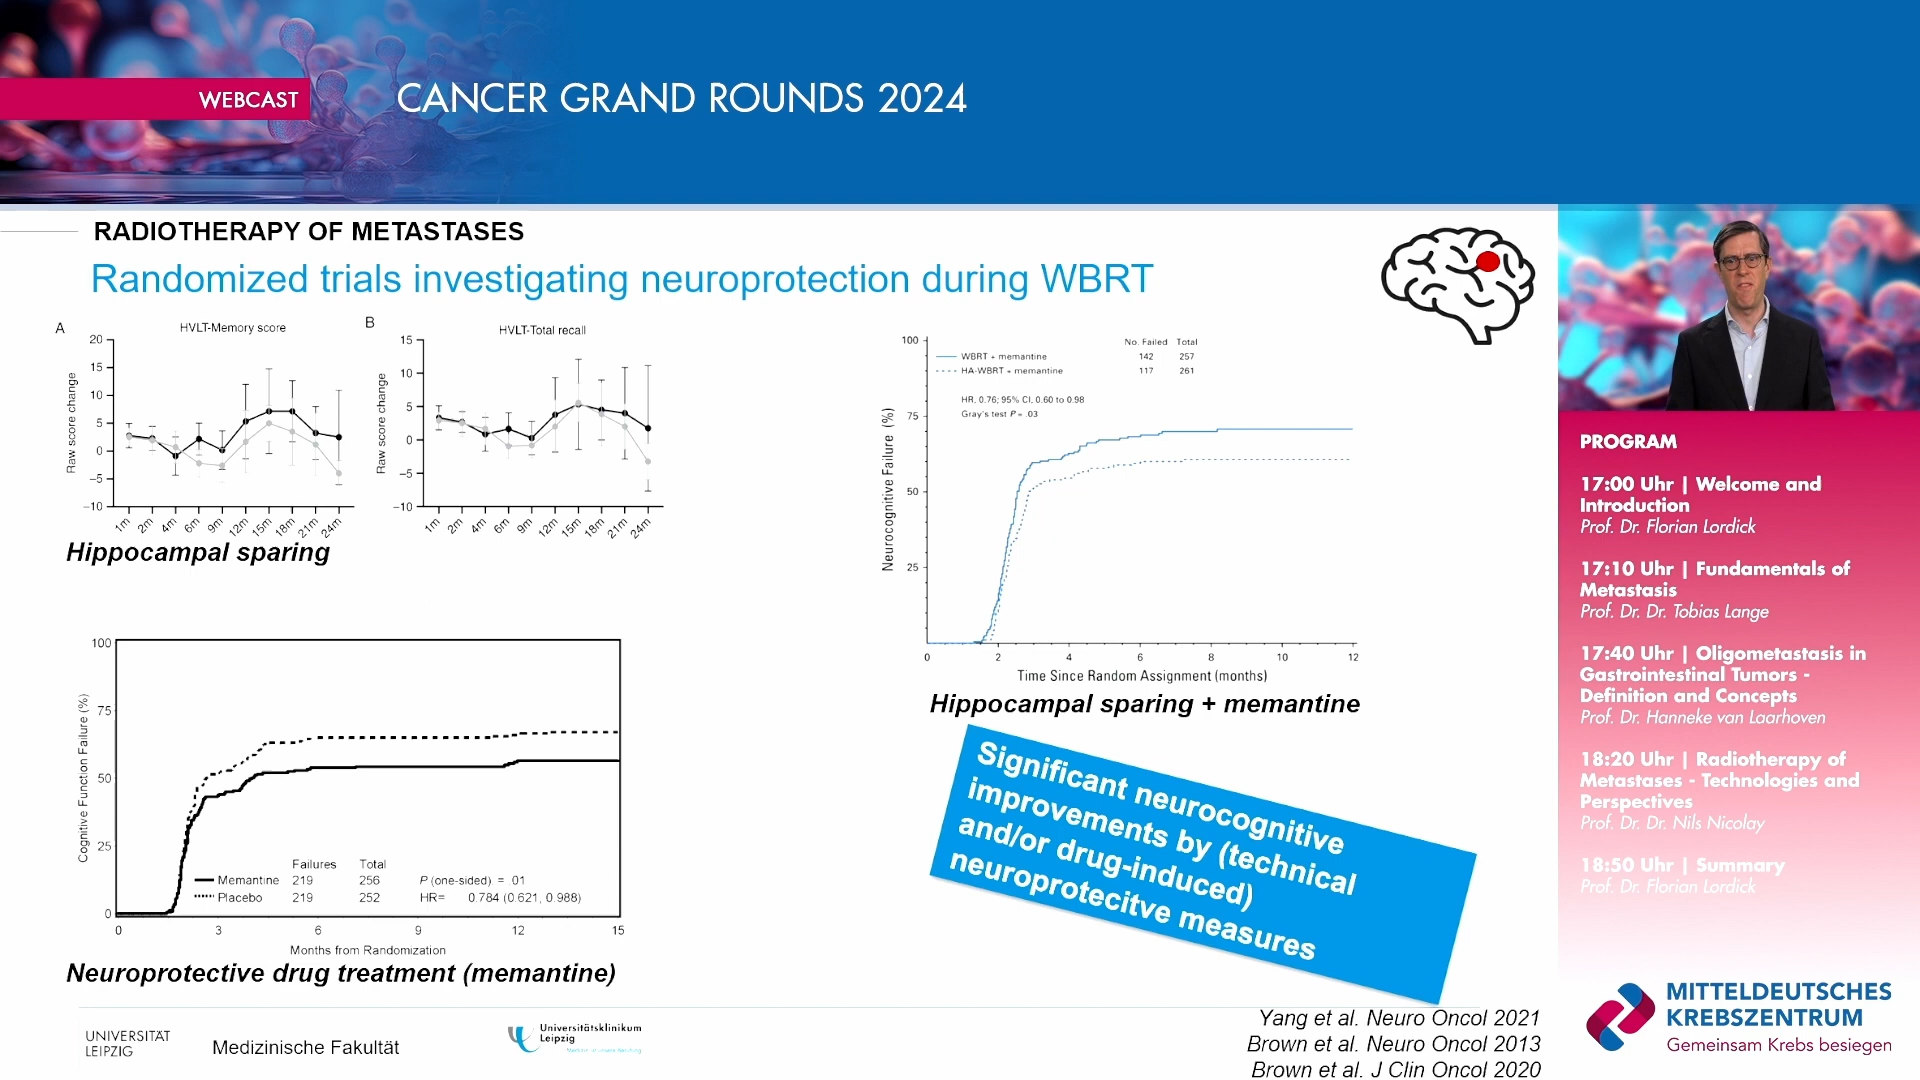 WEBCAST
CANCER GRAND ROUNDS 2024
RADIOTHERAPY OF METASTASES
Randomized trials investigating neuroprotection during WBRT
A
HVLT-Memory score
20
15
10
5
0
−5
−10
Raw score change
1m 2m 4m 6m 9m 12m 15m 18m 21m 24m
B
HVLT-Total recall
15
10
5
0
−5
−10
Raw score change
1m 2m 4m 6m 9m 12m 15m 18m 21m 24m
Hippocampal sparing
100
75
50
25
Neurocognitive Failure (%)
No. Failed Total
WBRT + memantine 142 257
HA-WBRT + memantine 117 261
HR, 0.76; 95% CI, 0.60 to 0.98
Gray's test P = .03
0 2 4 6 8 10 12
Time Since Random Assignment (months)
Hippocampal sparing + memantine
100
75
50
25
0
Cognitive Function Failure (%)
Failures Total
Memantine 219 256 P (one-sided) = 01
Placebo 219 252 HR= 0.784 (0.621, 0.988)
0 3 6 9 12 15
Months from Randomization
Neuroprotective drug treatment (memantine)
Significant neurocognitive
improvements by (technical
and/or drug-induced)
neuroprotecitve measures
Yang et al. Neuro Oncol 2021
Brown et al. Neuro Oncol 2013
Brown et al. J Clin Oncol 2020
UNIVERSITÄT
LEIPZIG
Medizinische Fakultät
Universitätsklinikum
Leipzig
PROGRAM
17:00 Uhr | Welcome and
Introduction
Prof. Dr. Florian Lordick
17:10 Uhr | Fundamentals of
Metastasis
Prof. Dr. Dr. Tobias Lange
17:40 Uhr | Oligometastasis in
Gastrointestinal Tumors -
Definition and Concepts
Prof. Dr. Hanneke van Laarhoven
18:20 Uhr | Radiotherapy of
Metastases - Technologies and
Perspectives
Prof. Dr. Dr. Nils Nicolay
18:50 Uhr | Summary
Prof. Dr. Florian Lordick
MITTELDEUTSCHES
KREBSZENTRUM
Gemeinsam Krebs besiegen